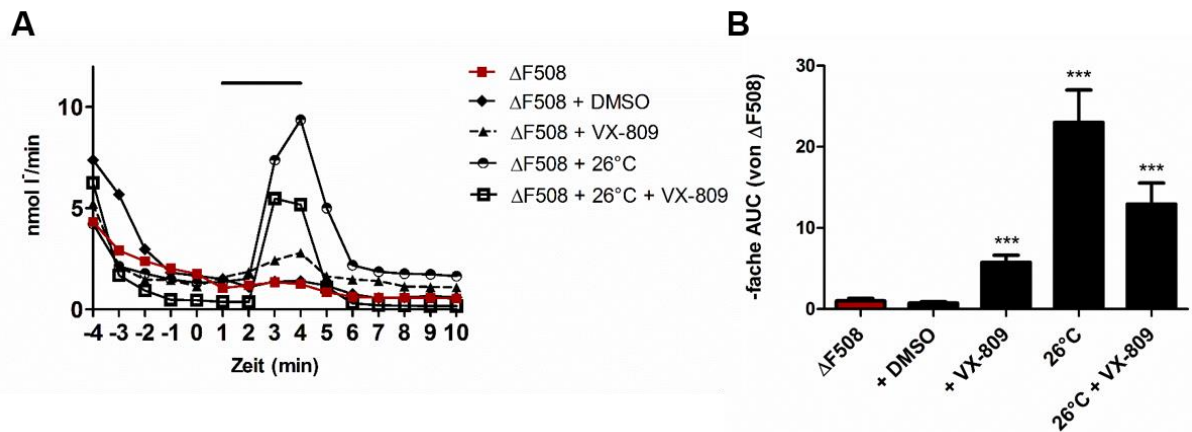 A
nmol I⁻/min
10
5
0
-4 -3 -2 -1 0 1 2 3 4 5 6 7 8 9 10
Zeit (min)
ΔF508
ΔF508 + DMSO
ΔF508 + VX-809
ΔF508 + 26°C
ΔF508 + 26°C + VX-809
B
-fache AUC (von ΔF508)
30
20
10
0
***
***
***
ΔF508
+ DMSO
+ VX-809
26°C
26°C + VX-809